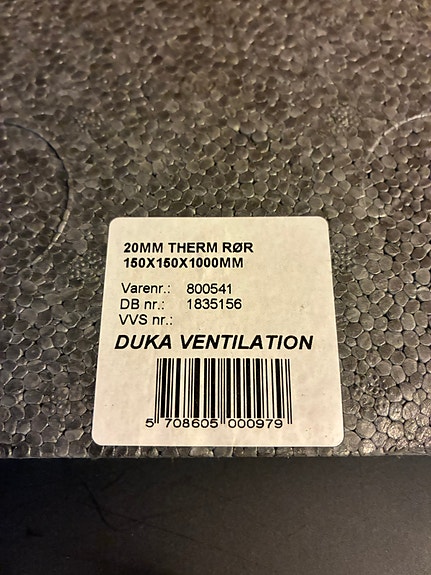 20MM THERM RØR
150X150X1000MM
Varenr.: 800541
DB nr.: 1835156
VVS nr.:
DUKA VENTILATION
5 708605 000979